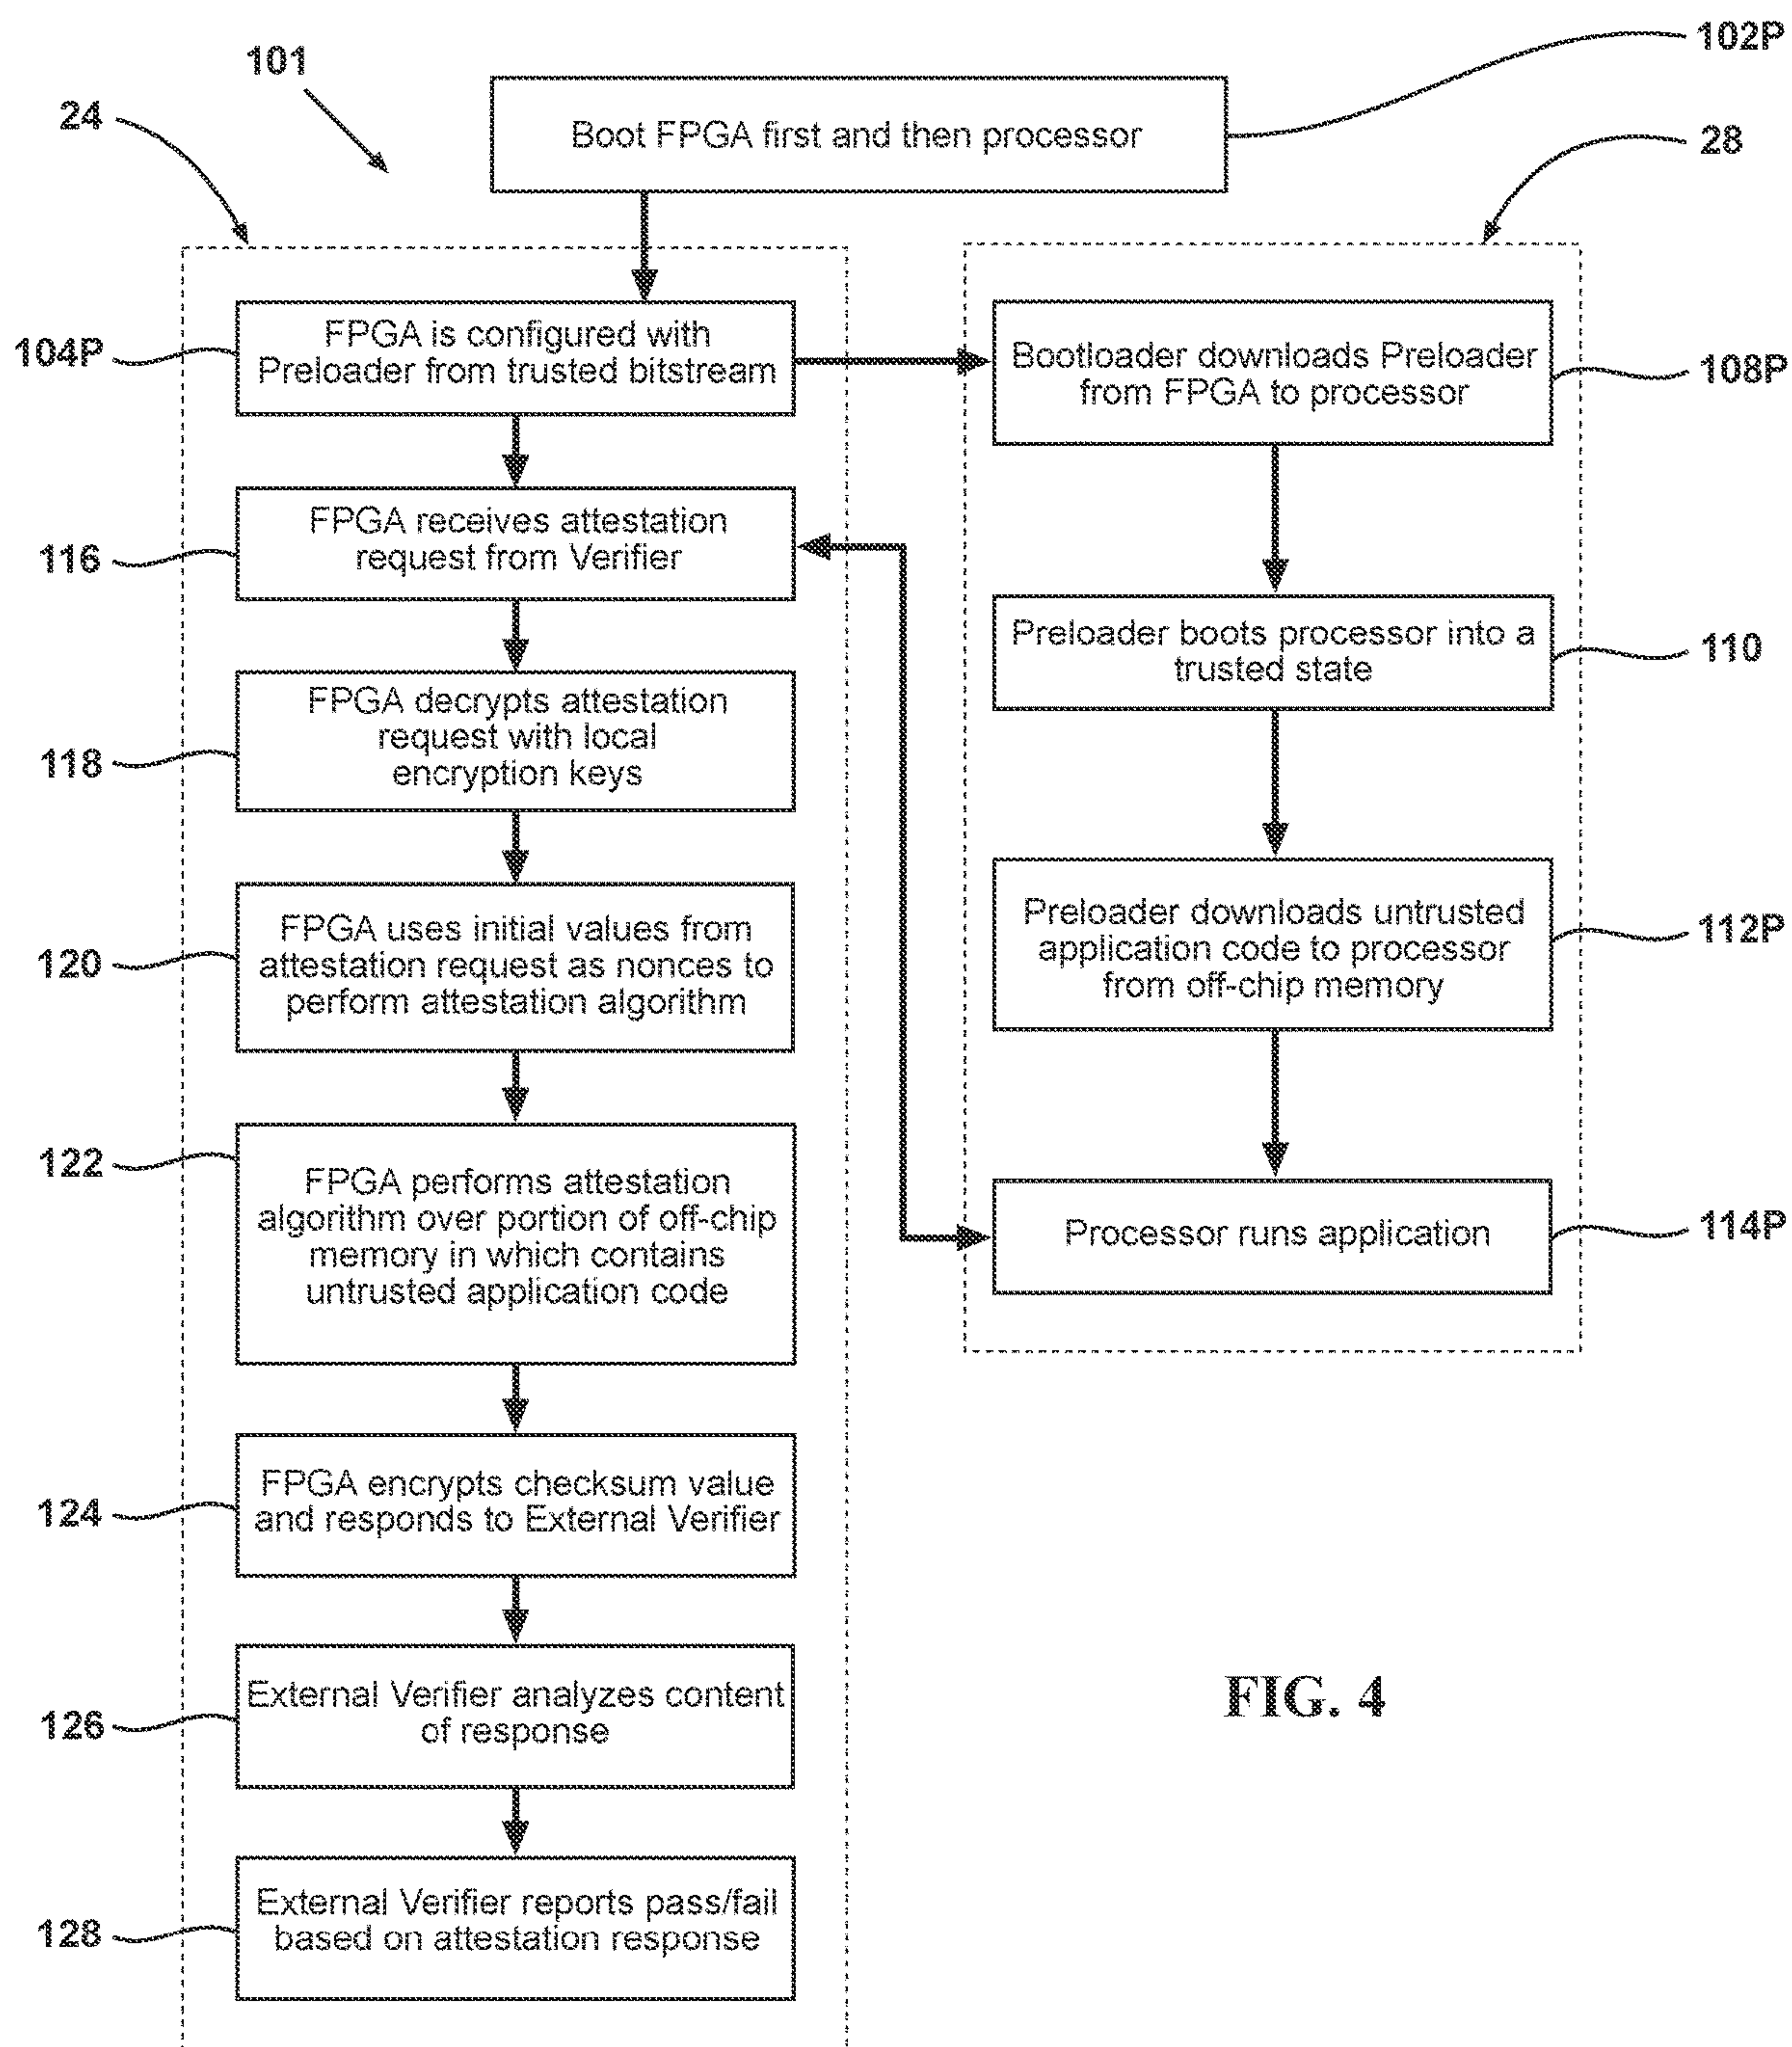 102P
101
24
28
Boot FPGA first and then processor
104P
FPGA is configured with
Preloader from trusted bitstream
Bootloader downloads Preloader
from FPGA to processor
108P
116
FPGA receives attestation
request from Verifier
Preloader boots processor into a
trusted state
110
118
FPGA decrypts attestation
request with local
encryption keys
120
FPGA uses initial values from
attestation request as nonces to
perform attestation algorithm
Preloader downloads untrusted
application code to processor
from off-chip memory
112P
122
FPGA performs attestation
algorithm over portion of off-chip
memory in which contains
untrusted application code
Processor runs application
114P
124
FPGA encrypts checksum value
and responds to External Verifier
126
External Verifier analyzes content
of response
FIG. 4
128
External Verifier reports pass/fail
based on attestation response